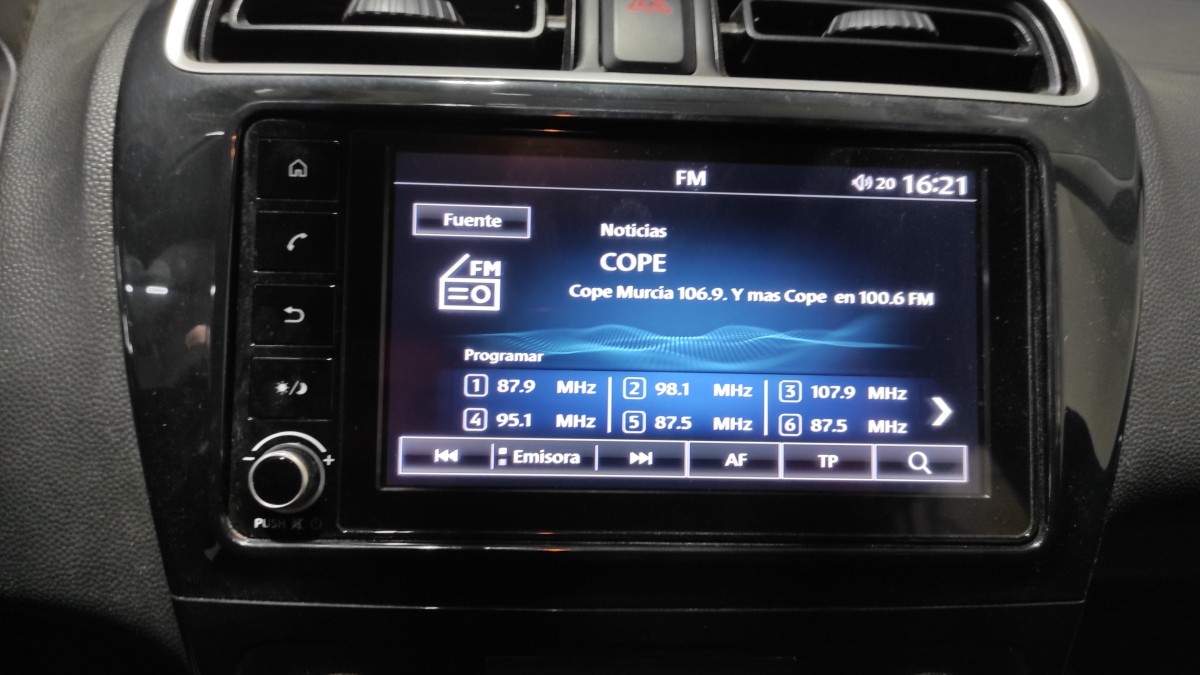 FM
20 16:21
Fuente
Noticias
COPE
FM
Cope Murcia 106.9. Y mas Cope en 100.6 FM
Programar
1 87.9 MHz 2 98.1 MHz 3 107.9 MHz
4 95.1 MHz 5 87.5 MHz 6 87.5 MHz
Emisora AF TP
- +
PUSH